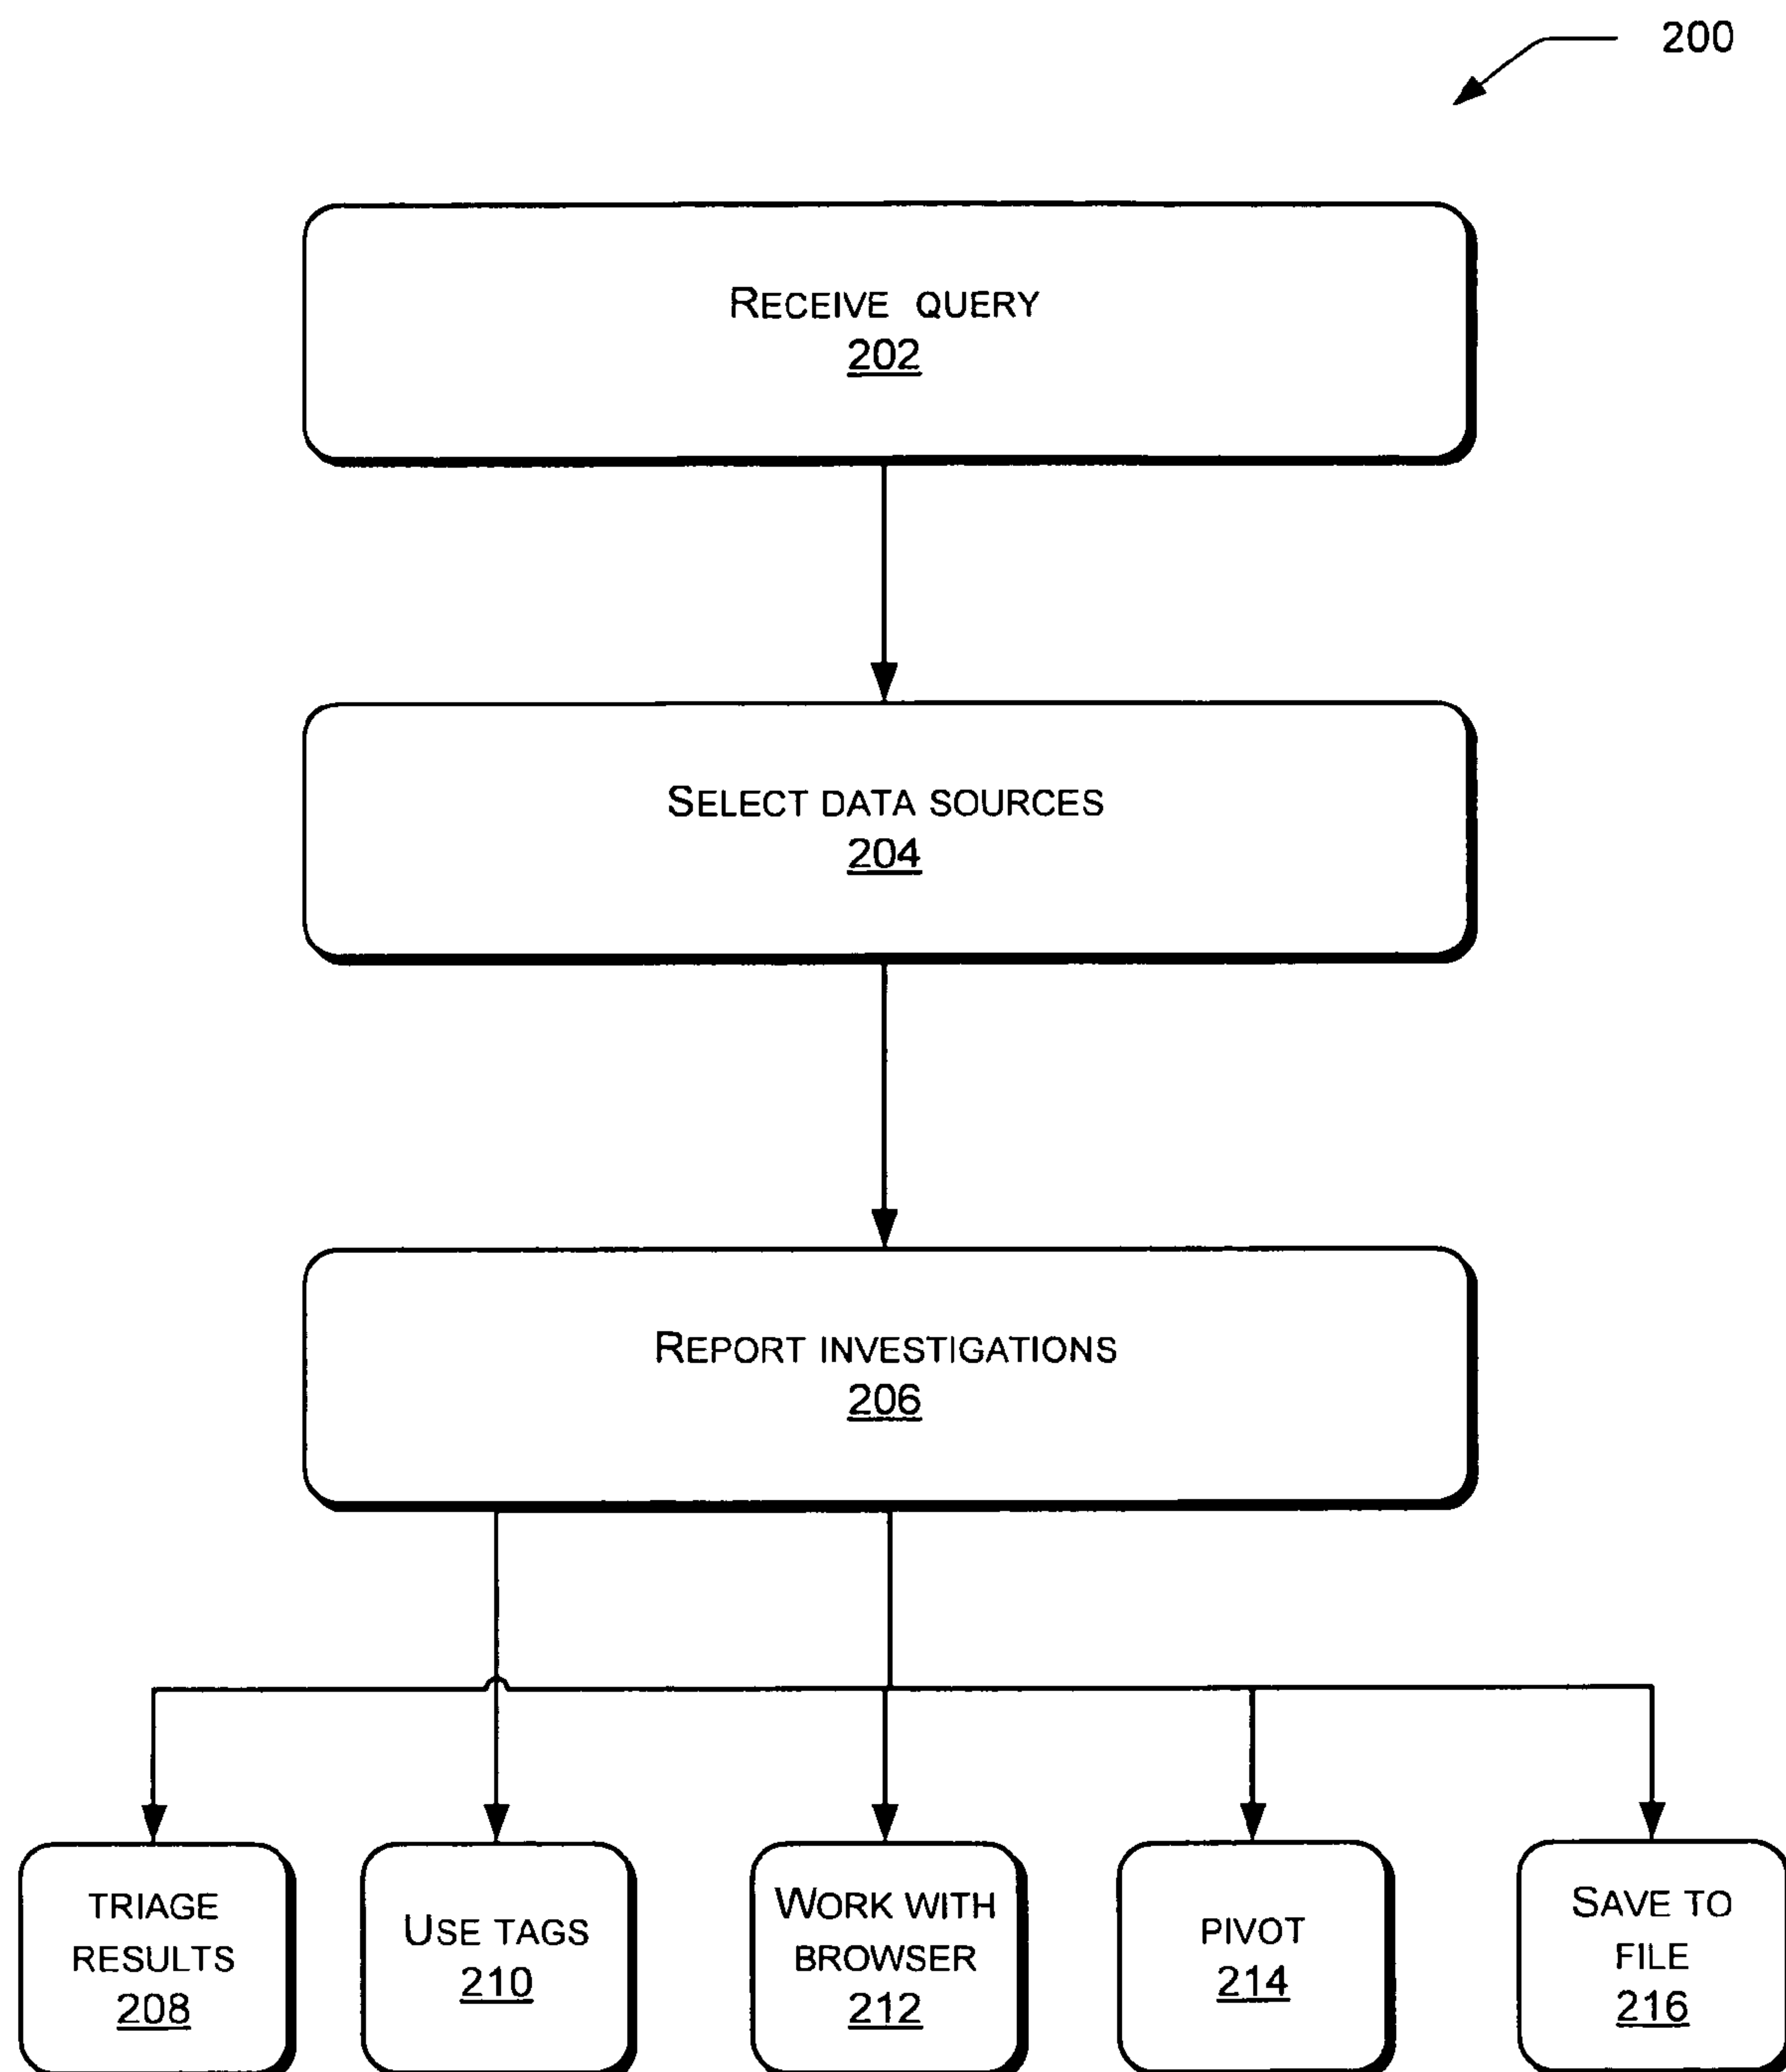 200
RECEIVE QUERY
202
SELECT DATA SOURCES
204
REPORT INVESTIGATIONS
206
TRIAGE
RESULTS
208
USE TAGS
210
WORK WITH
BROWSER
212
PIVOT
214
SAVE TO
FILE
216